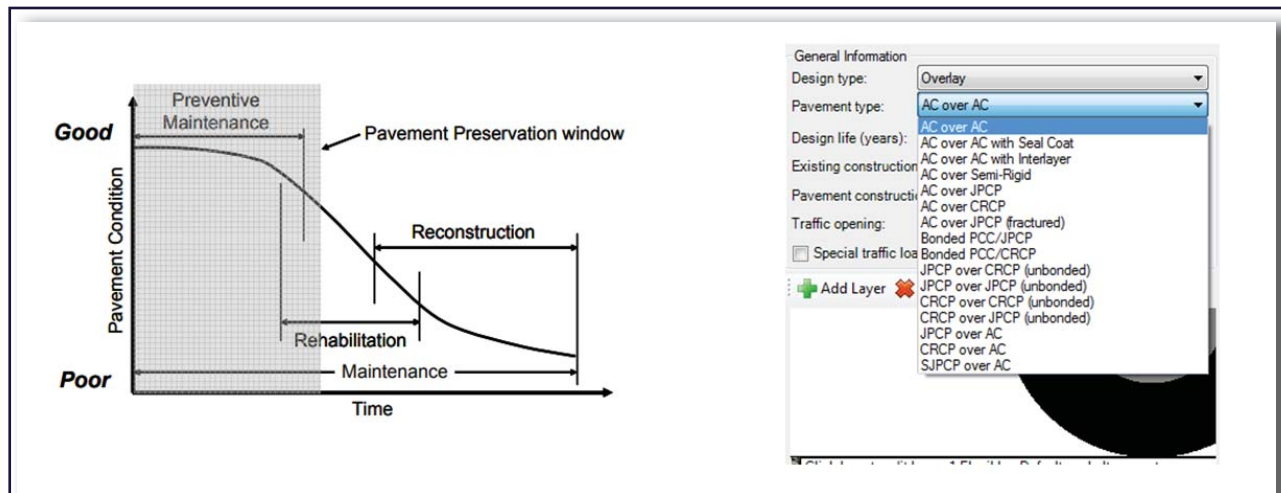 Preventive
Maintenance
Good
Pavement Preservation window
Pavement Condition
Reconstruction
Rehabilitation
Maintenance
Poor
Time
General Information
Design type: Overlay
Pavement type: AC over AC
Design life (years):
Existing construction
Pavement constructi
Traffic opening:
Special traffic loa
Add Layer
AC over AC
AC over AC with Seal Coat
AC over AC with Interlayer
AC over Semi-Rigid
AC over JPCP
AC over CRCP
AC over JPCP (fractured)
Bonded PCC/JPCP
Bonded PCC/CRCP
JPCP over CRCP (unbonded)
JPCP over JPCP (unbonded)
CRCP over CRCP (unbonded)
CRCP over JPCP (unbonded)
JPCP over AC
CRCP over AC
SJPCP over AC